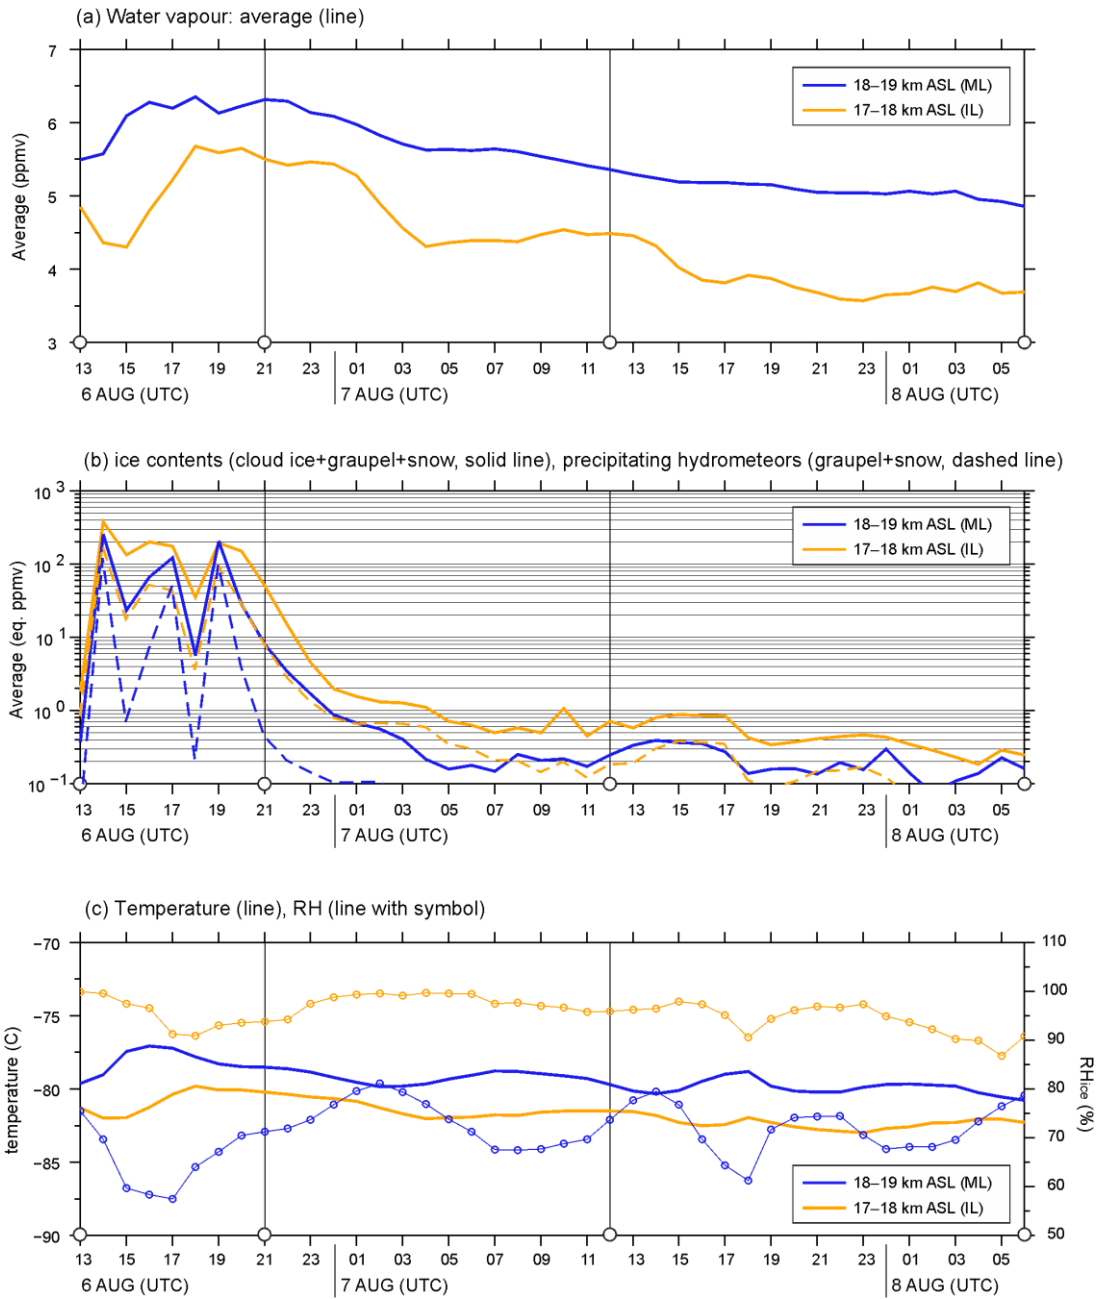 (a) Water vapour: average (line)
7
6
5
4
3
Average (ppmv)
18–19 km ASL (ML)
17–18 km ASL (IL)
13 15 17 19 21 23 01 03 05 07 09 11 13 15 17 19 21 23 01 03 05
6 AUG (UTC) 7 AUG (UTC) 8 AUG (UTC)
(b) ice contents (cloud ice+graupel+snow, solid line), precipitating hydrometeors (graupel+snow, dashed line)
10 3
10 2
10 1
10 0
10 −1
Average (eq. ppmv)
18–19 km ASL (ML)
17–18 km ASL (IL)
13 15 17 19 21 23 01 03 05 07 09 11 13 15 17 19 21 23 01 03 05
6 AUG (UTC) 7 AUG (UTC) 8 AUG (UTC)
(c) Temperature (line), RH (line with symbol)
−70
−75
−80
−85
−90
temperature (C)
110
100
90
80
70
60
50
RHice (%)
18–19 km ASL (ML)
17–18 km ASL (IL)
13 15 17 19 21 23 01 03 05 07 09 11 13 15 17 19 21 23 01 03 05
6 AUG (UTC) 7 AUG (UTC) 8 AUG (UTC)